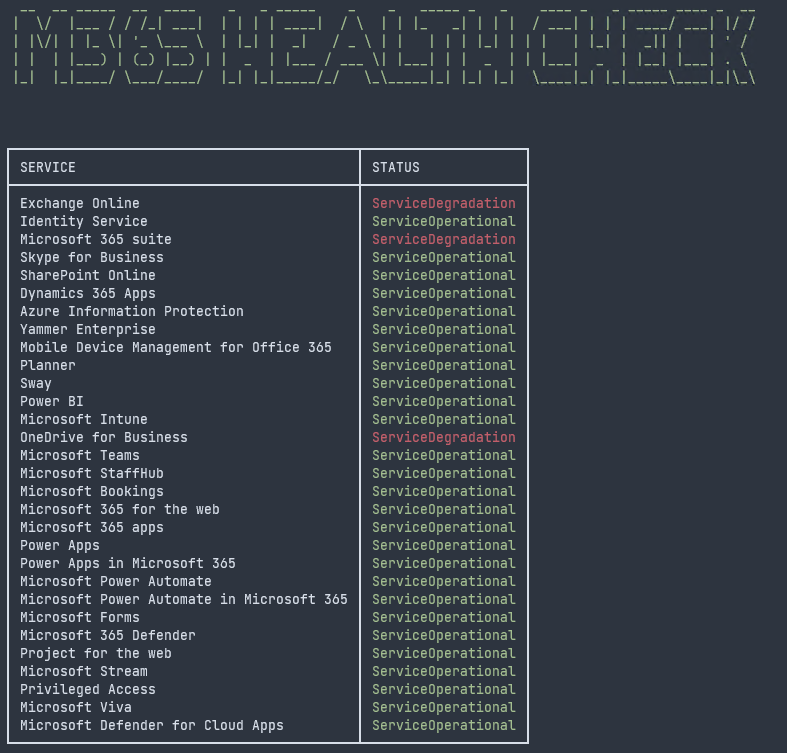 M365 HEALTH CHECK
SERVICE STATUS
Exchange Online ServiceDegradation
Identity Service ServiceOperational
Microsoft 365 suite ServiceDegradation
Skype for Business ServiceOperational
SharePoint Online ServiceOperational
Dynamics 365 Apps ServiceOperational
Azure Information Protection ServiceOperational
Yammer Enterprise ServiceOperational
Mobile Device Management for Office 365 ServiceOperational
Planner ServiceOperational
Sway ServiceOperational
Power BI ServiceOperational
Microsoft Intune ServiceOperational
OneDrive for Business ServiceDegradation
Microsoft Teams ServiceOperational
Microsoft StaffHub ServiceOperational
Microsoft Bookings ServiceOperational
Microsoft 365 for the web ServiceOperational
Microsoft 365 apps ServiceOperational
Power Apps ServiceOperational
Power Apps in Microsoft 365 ServiceOperational
Microsoft Power Automate ServiceOperational
Microsoft Power Automate in Microsoft 365 ServiceOperational
Microsoft Forms ServiceOperational
Microsoft 365 Defender ServiceOperational
Project for the web ServiceOperational
Microsoft Stream ServiceOperational
Privileged Access ServiceOperational
Microsoft Viva ServiceOperational
Microsoft Defender for Cloud Apps ServiceOperational